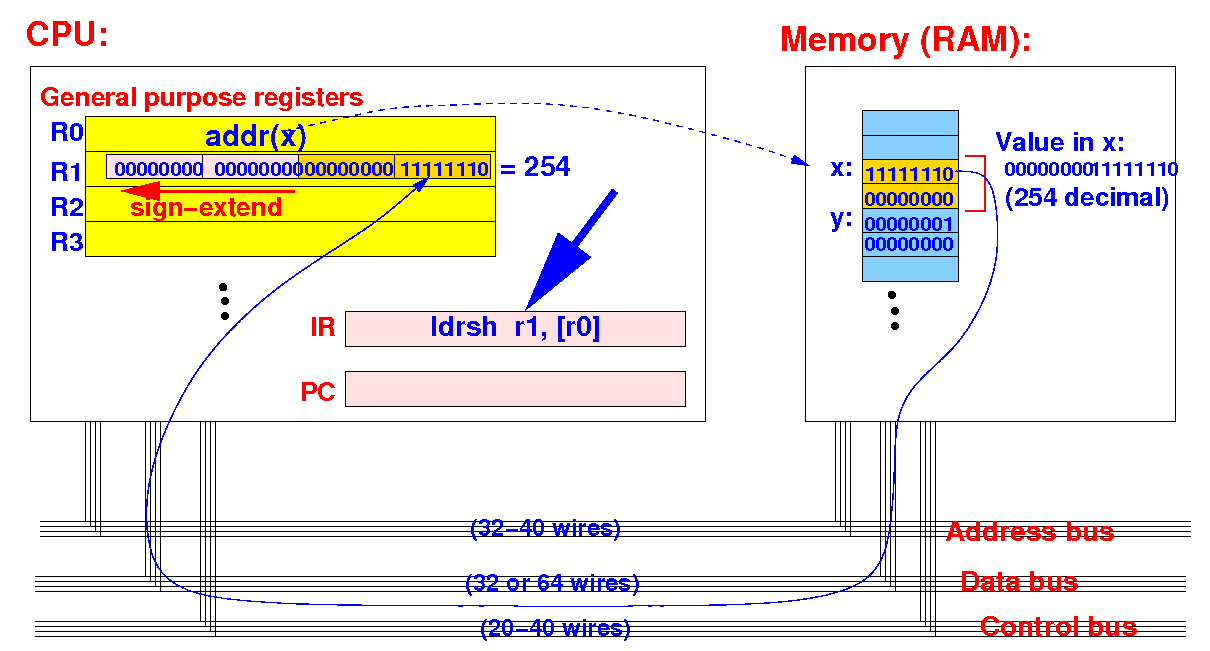 CPU:
Memory (RAM):
General purpose registers
R0 addr(x)
R1 00000000 00000000 00000000 11111110 = 254
R2 sign-extend
R3
IR ldrsh r1, [r0]
PC
x: 11111110
00000000
y: 00000001
00000000
Value in x:
0000000011111110
(254 decimal)
(32-40 wires) Address bus
(32 or 64 wires) Data bus
(20-40 wires) Control bus